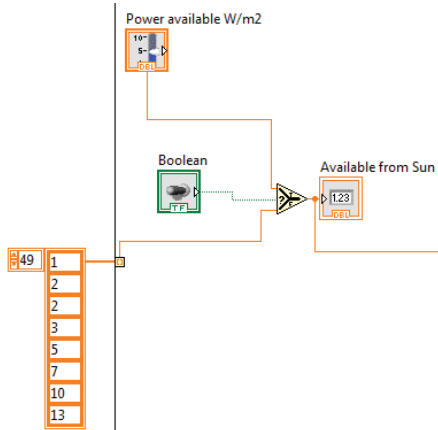 Power available W/m2
10-
5-
DBL
Boolean
TF
T
?
F
Available from Sun
1.23
DBL
49
1
2
2
3
5
7
10
13